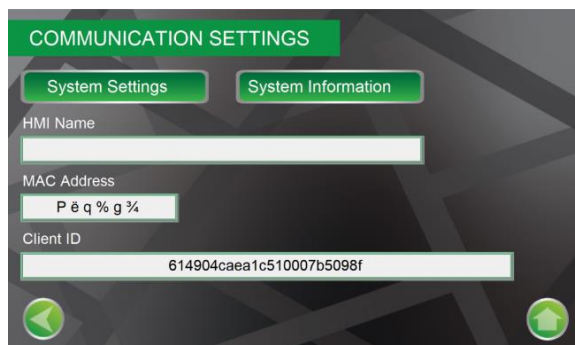 COMMUNICATION SETTINGS
System Settings System Information
HMI Name
MAC Address
P ë q % g ¾
Client ID
614904caea1c510007b5098f